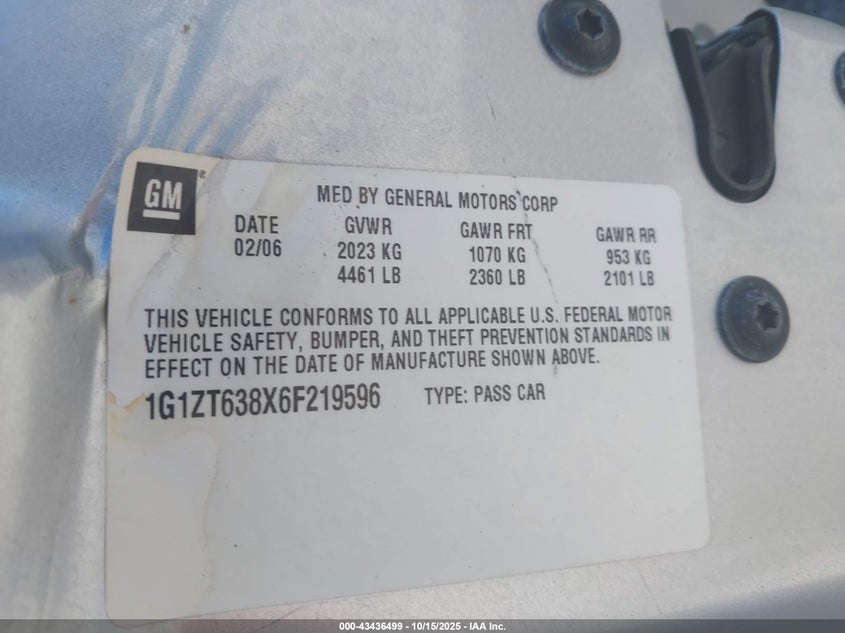 GM
MFD BY GENERAL MOTORS CORP
DATE GVWR GAWR FRT GAWR RR
02/06 2023 KG 1070 KG 953 KG
4461 LB 2360 LB 2101 LB
THIS VEHICLE CONFORMS TO ALL APPLICABLE U.S. FEDERAL MOTOR
VEHICLE SAFETY, BUMPER, AND THEFT PREVENTION STANDARDS IN
EFFECT ON THE DATE OF MANUFACTURE SHOWN ABOVE.
1G1ZT638X6F219596 TYPE: PASS CAR
000-43436499 - 10/15/2025 - IAA Inc.